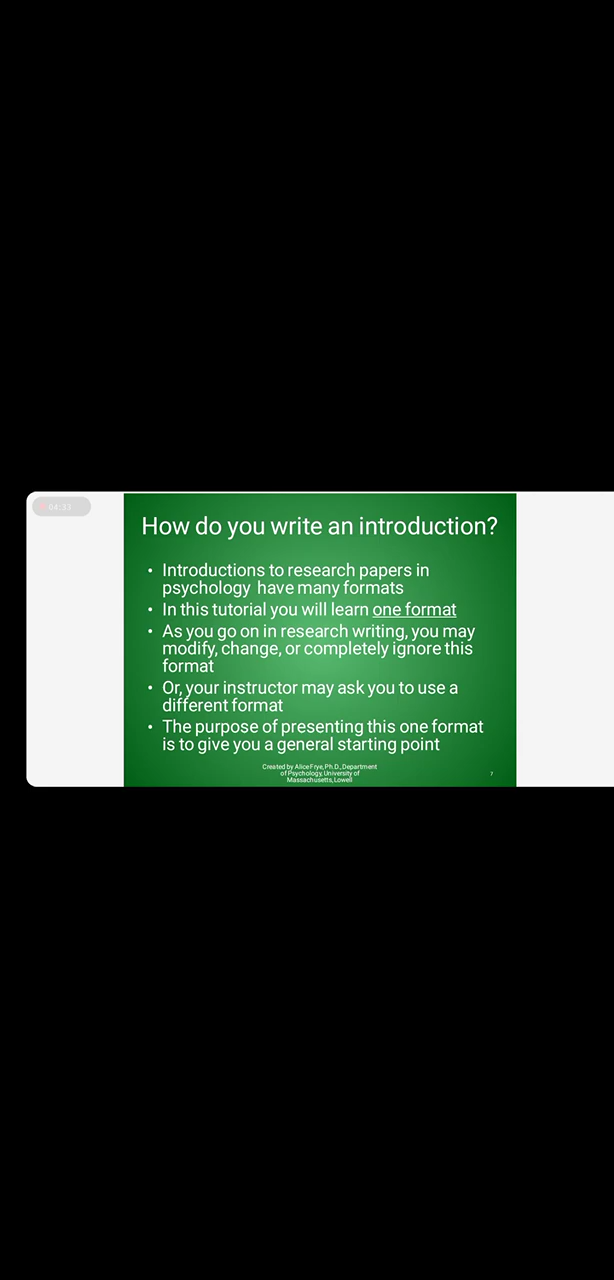 04:33
How do you write an introduction?
• Introductions to research papers in
psychology have many formats
• In this tutorial you will learn one format
• As you go on in research writing, you may
modify, change, or completely ignore this
format
• Or, your instructor may ask you to use a
different format
• The purpose of presenting this one format
is to give you a general starting point
Created by Alice Frye, Ph.D., Department
of Psychology, University of
Massachusetts, Lowell
7